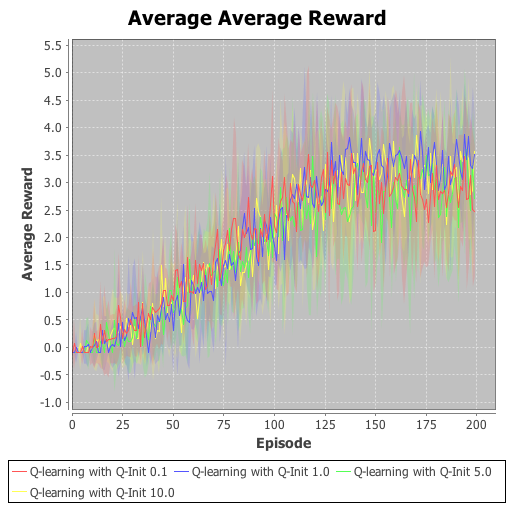 Average Average Reward
5.5
5.0
4.5
4.0
3.5
3.0
2.5
2.0
1.5
1.0
0.5
0.0
-0.5
-1.0
Average Reward
0 25 50 75 100 125 150 175 200
Episode
Q-learning with Q-Init 0.1 Q-learning with Q-Init 1.0 Q-learning with Q-Init 5.0
Q-learning with Q-Init 10.0